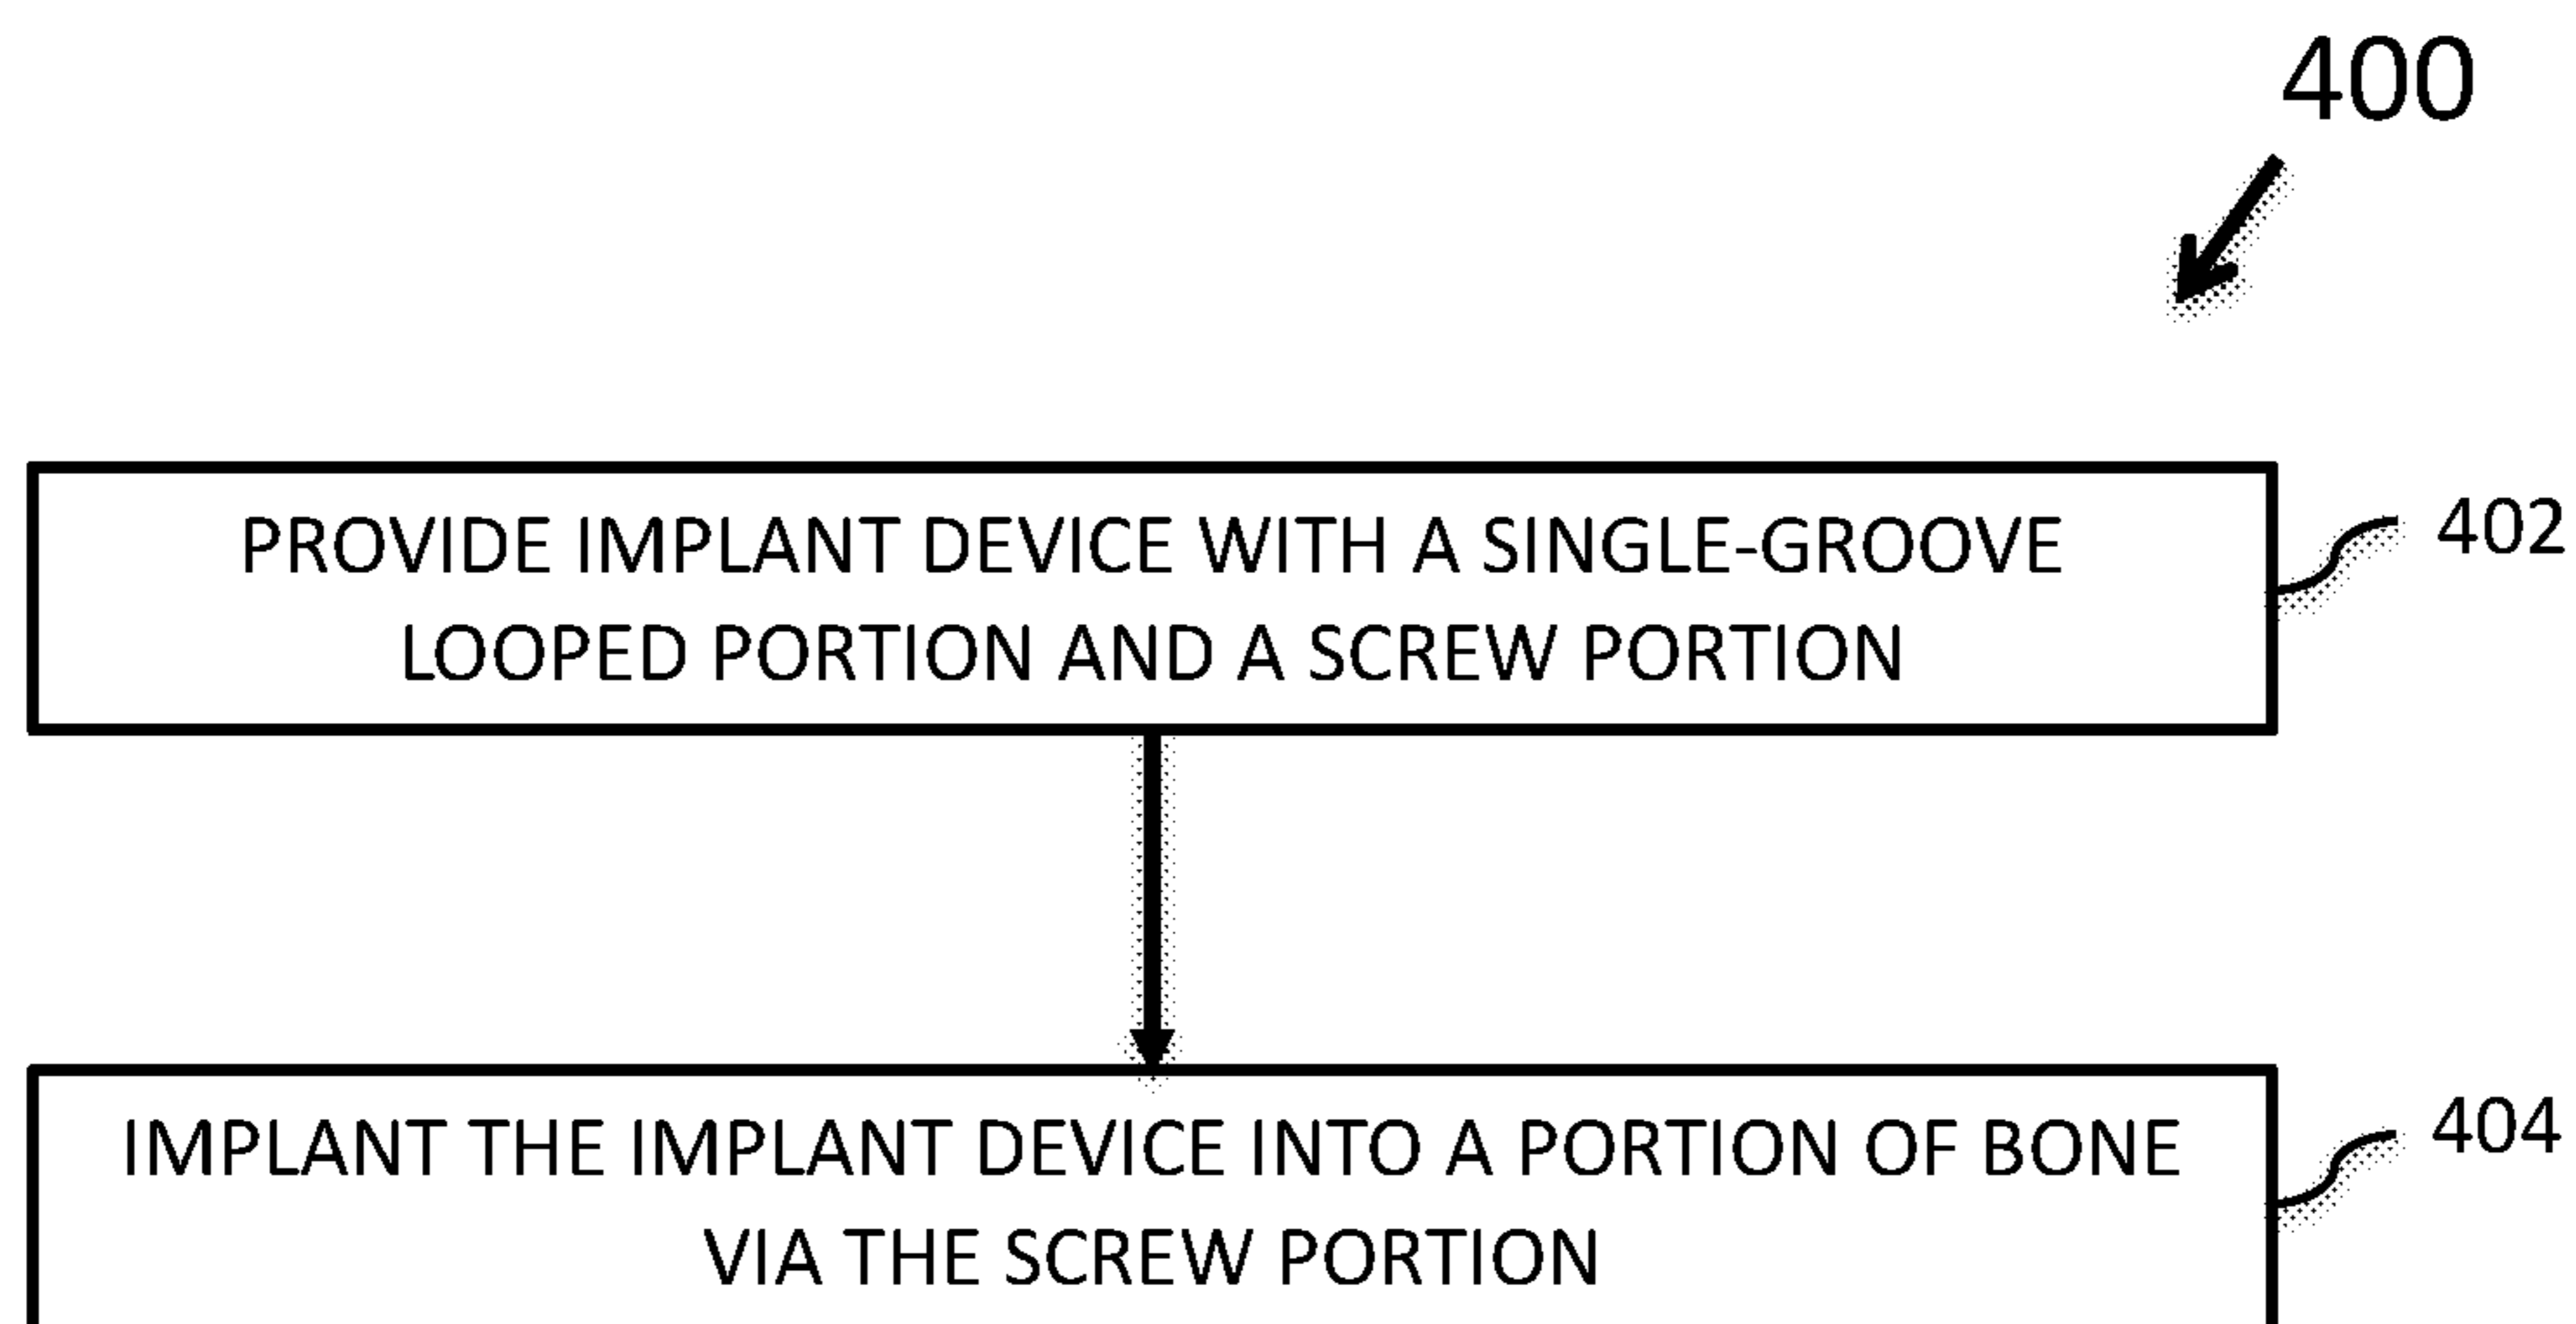 400
PROVIDE IMPLANT DEVICE WITH A SINGLE-GROOVE
LOOPED PORTION AND A SCREW PORTION
402
IMPLANT THE IMPLANT DEVICE INTO A PORTION OF BONE
VIA THE SCREW PORTION
404